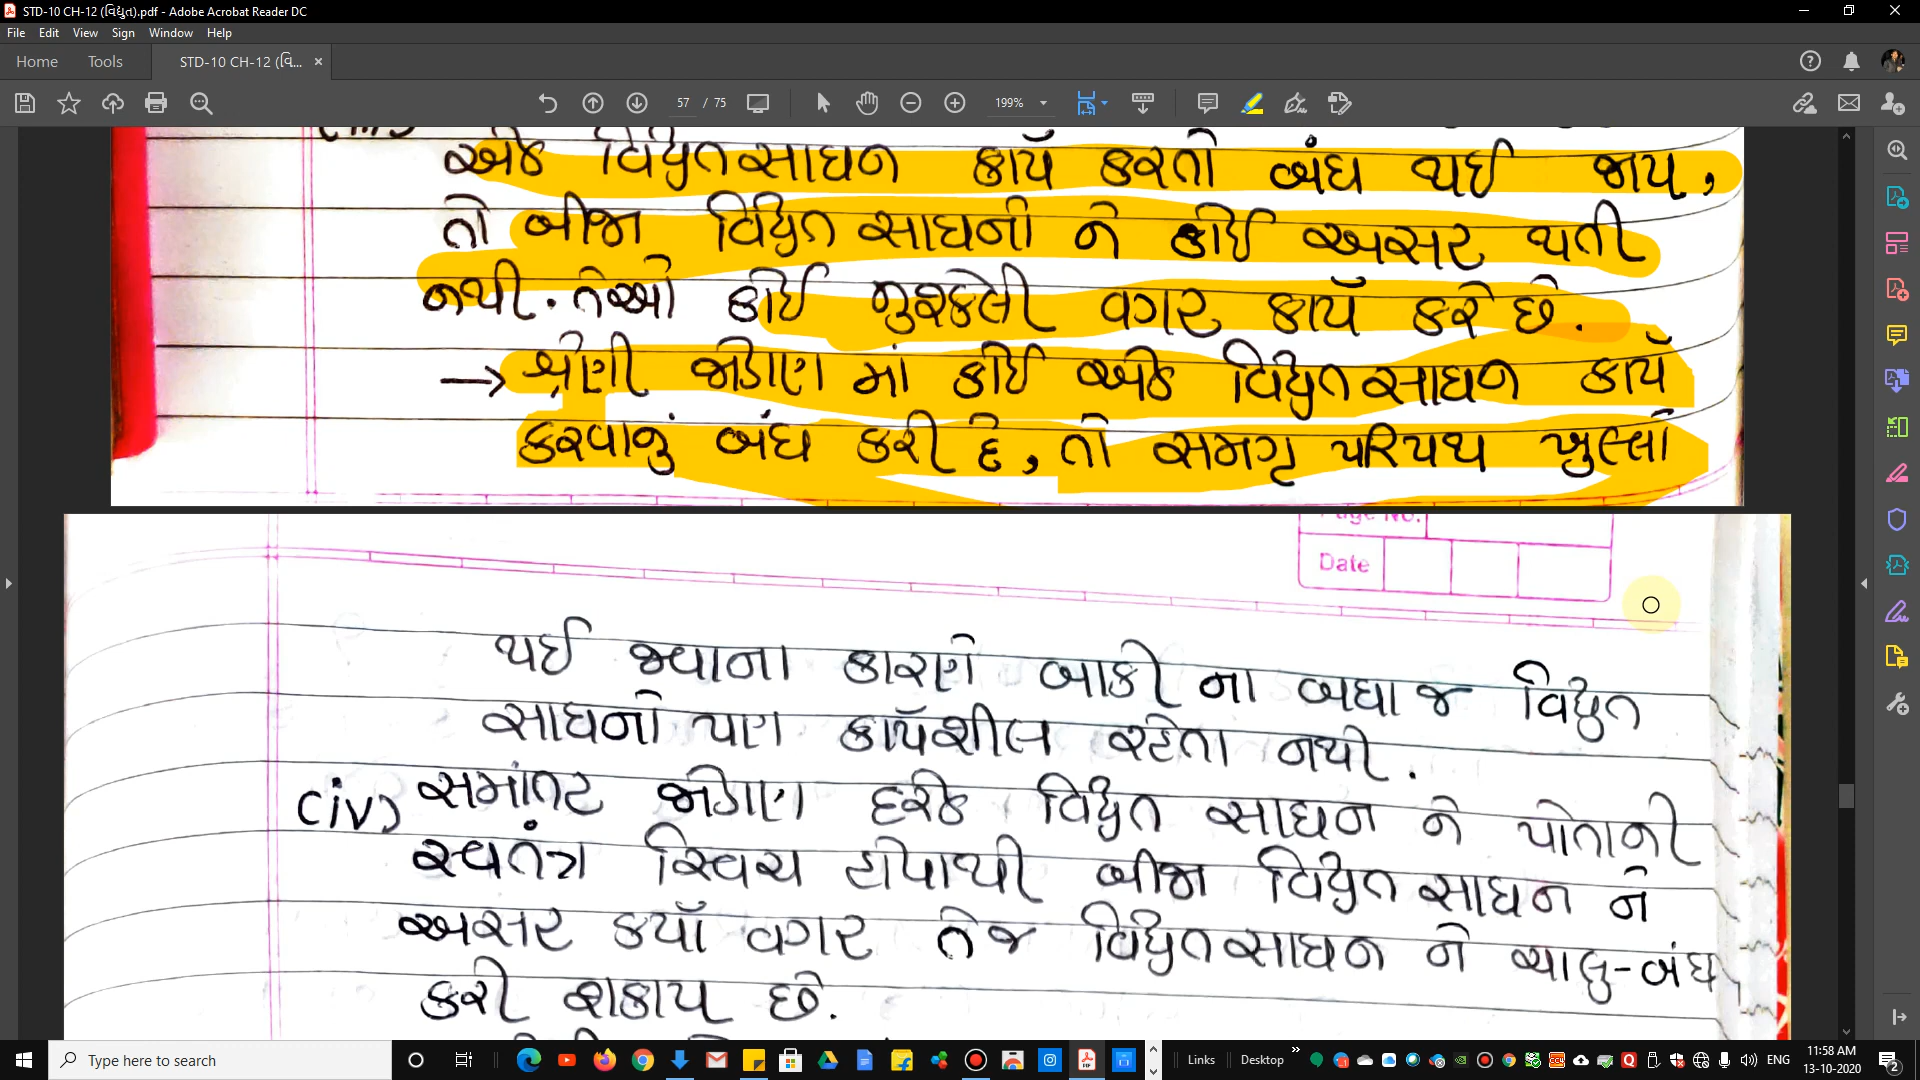 STD-10 CH-12 (વિદ્યુત).pdf - Adobe Acrobat Reader DC
File Edit View Sign Window Help
Home Tools STD-10 CH-12 (વિ... ×
57 / 75 199%
એક વિદ્યુતસાધન કાર્ય કરતો બંધ થઈ જાય,
તો બીજા વિદ્યુત સાધનો ને કોઈ અસર થતી
નથી. તેઓ કોઈ મુશ્કેલી વગર કાર્ય કરે છે.
→ શ્રેણી જોડાણ માં કોઈ એક વિદ્યુતસાધન કાર્ય
કરવાનું બંધ કરી દે, તો સમગ્ર પરિપથ ખુલ્લો
Page No.
Date
થઈ જવાના કારણે બાકી ના બધા જ વિદ્યુત
સાધનો પણ કાર્યશીલ રહેતા નથી.
(iv) સમાંતર જોડાણ દરેક વિદ્યુત સાધન ને પોતાની
સ્વતંત્ર સ્વિચ હોવાથી બીજા વિદ્યુત સાધન ને
અસર કર્યા વગર તેજ વિદ્યુતસાધન ને ચાલુ-બંધ
કરી શકાય છે.
Type here to search
Links Desktop » ENG 11:58 AM
13-10-2020